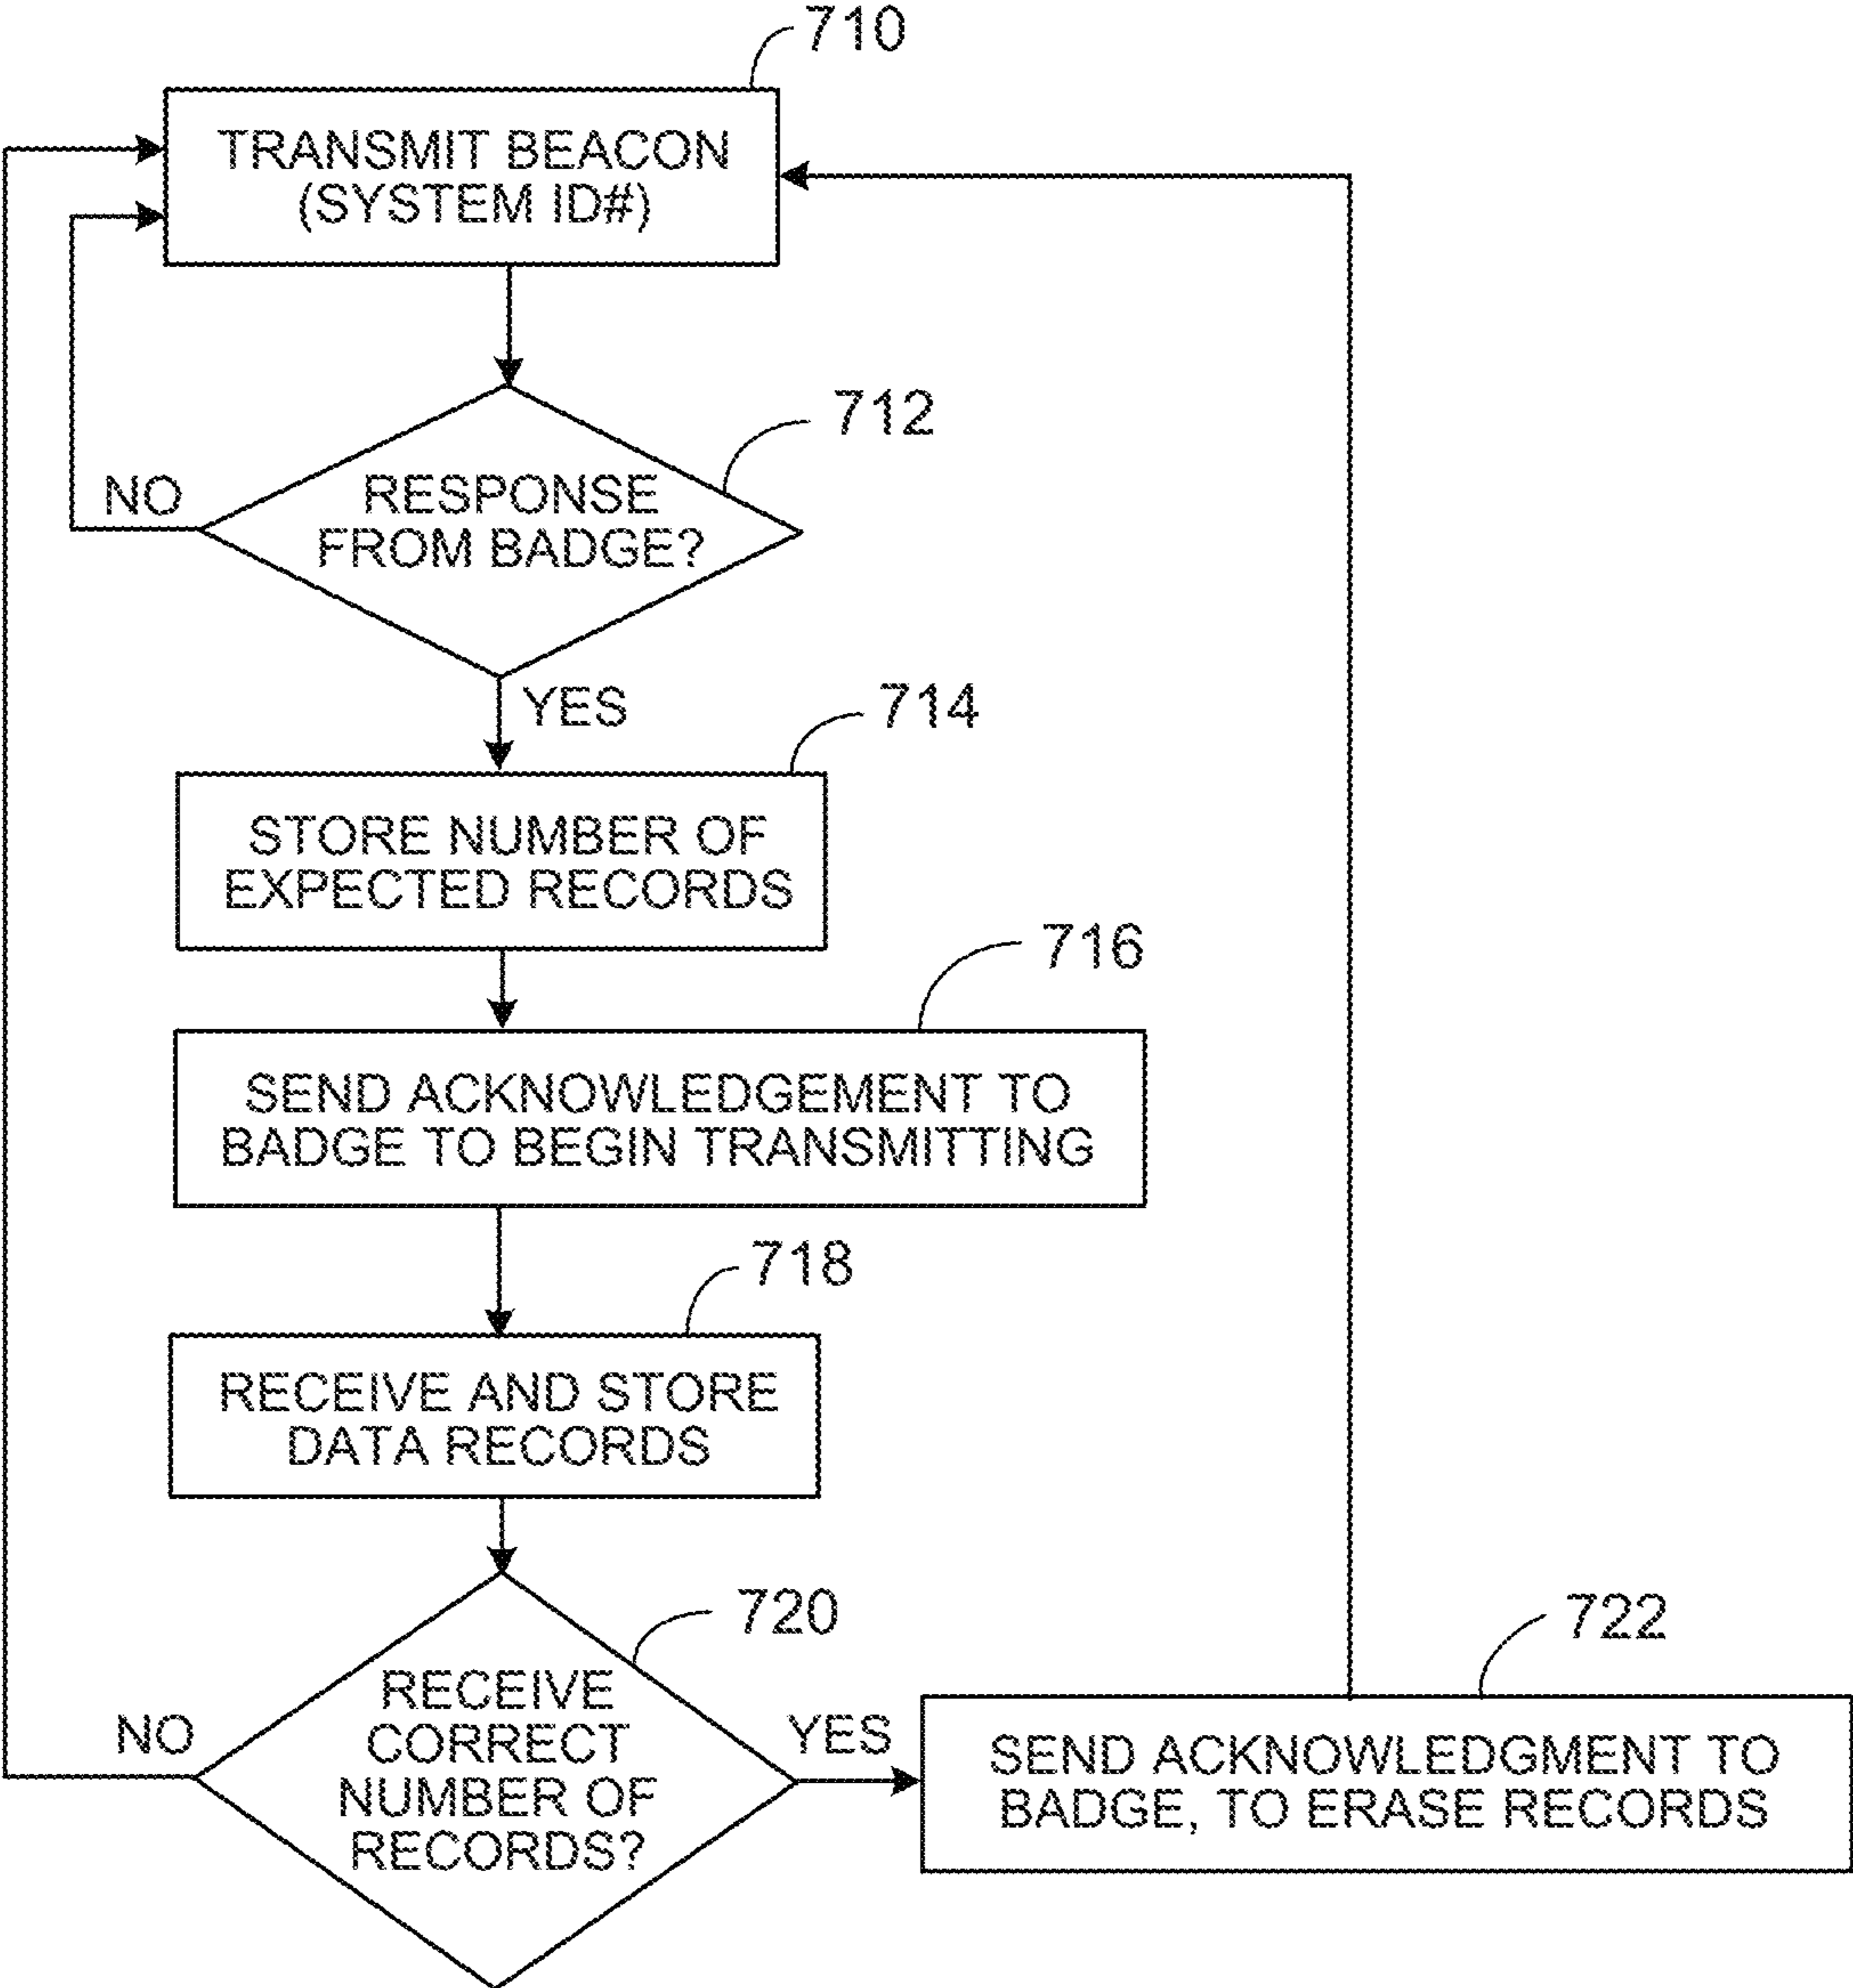 710
TRANSMIT BEACON
(SYSTEM ID#)
712
RESPONSE
FROM BADGE?
NO
YES
714
STORE NUMBER OF
EXPECTED RECORDS
716
SEND ACKNOWLEDGEMENT TO
BADGE TO BEGIN TRANSMITTING
718
RECEIVE AND STORE
DATA RECORDS
720
RECEIVE
CORRECT
NUMBER OF
RECORDS?
NO
YES
722
SEND ACKNOWLEDGMENT TO
BADGE, TO ERASE RECORDS